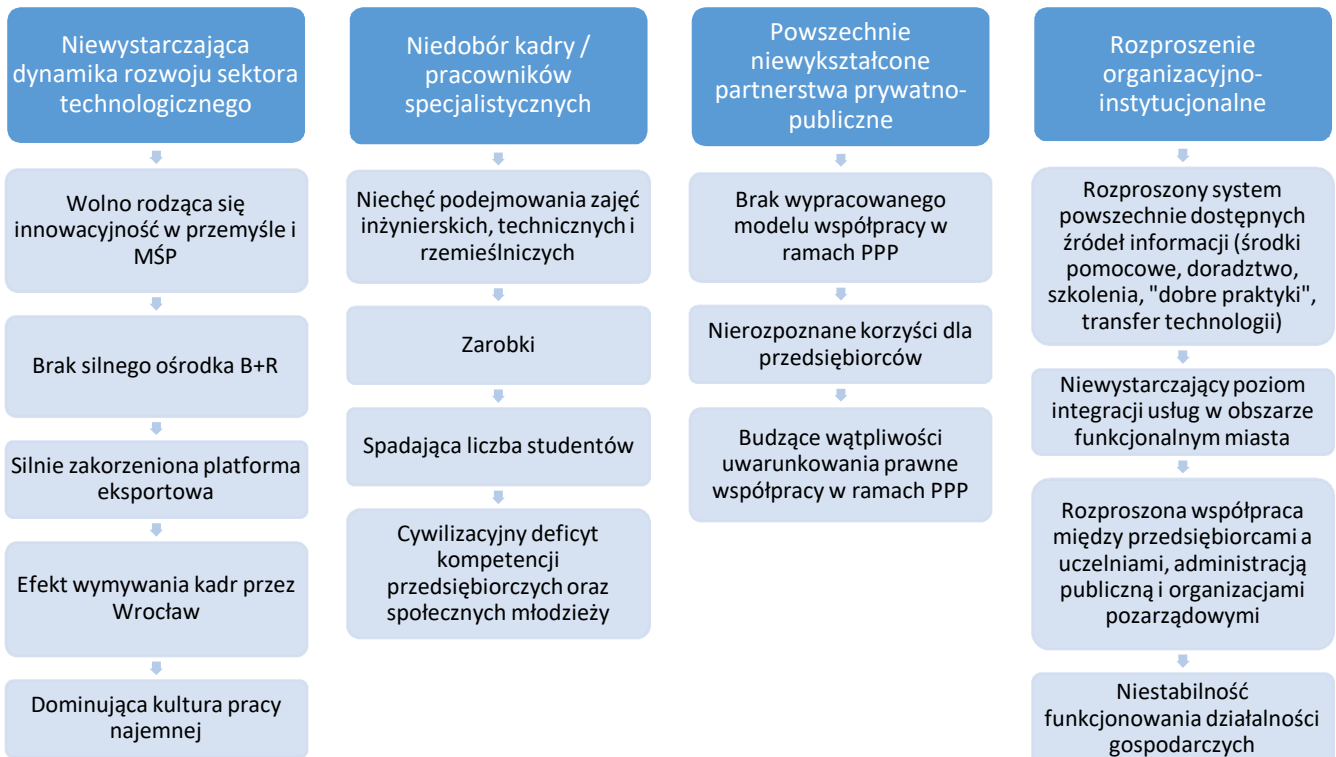 Niewystarczająca
dynamika rozwoju sektora
technologicznego
Wolno rodząca się
innowacyjność w przemyśle i
MŚP
Brak silnego ośrodka B+R
Silnie zakorzeniona platforma
eksportowa
Efekt wymywania kadr przez
Wrocław
Dominująca kultura pracy
najemnej
Niedobór kadry /
pracowników
specjalistycznych
Niechęć podejmowania zajęć
inżynierskich, technicznych i
rzemieślniczych
Zarobki
Spadająca liczba studentów
Cywilizacyjny deficyt
kompetencji
przedsiębiorczych oraz
społecznych młodzieży
Powszechnie
niewykształcone
partnerstwa prywatno-
publiczne
Brak wypracowanego
modelu współpracy w
ramach PPP
Nierozpoznane korzyści dla
przedsiębiorców
Budzące wątpliwości
uwarunkowania prawne
współpracy w ramach PPP
Rozproszenie
organizacyjno-
instytucjonalne
Rozproszony system
powszechnie dostępnych
źródeł informacji (środki
pomocowe, doradztwo,
szkolenia, "dobre praktyki",
transfer technologii)
Niewystarczający poziom
integracji usług w obszarze
funkcjonalnym miasta
Rozproszona współpraca
między przedsiębiorcami a
uczelniami, administracją
publiczną i organizacjami
pozarządowymi
Niestabilność
funkcjonowania działalności
gospodarczych